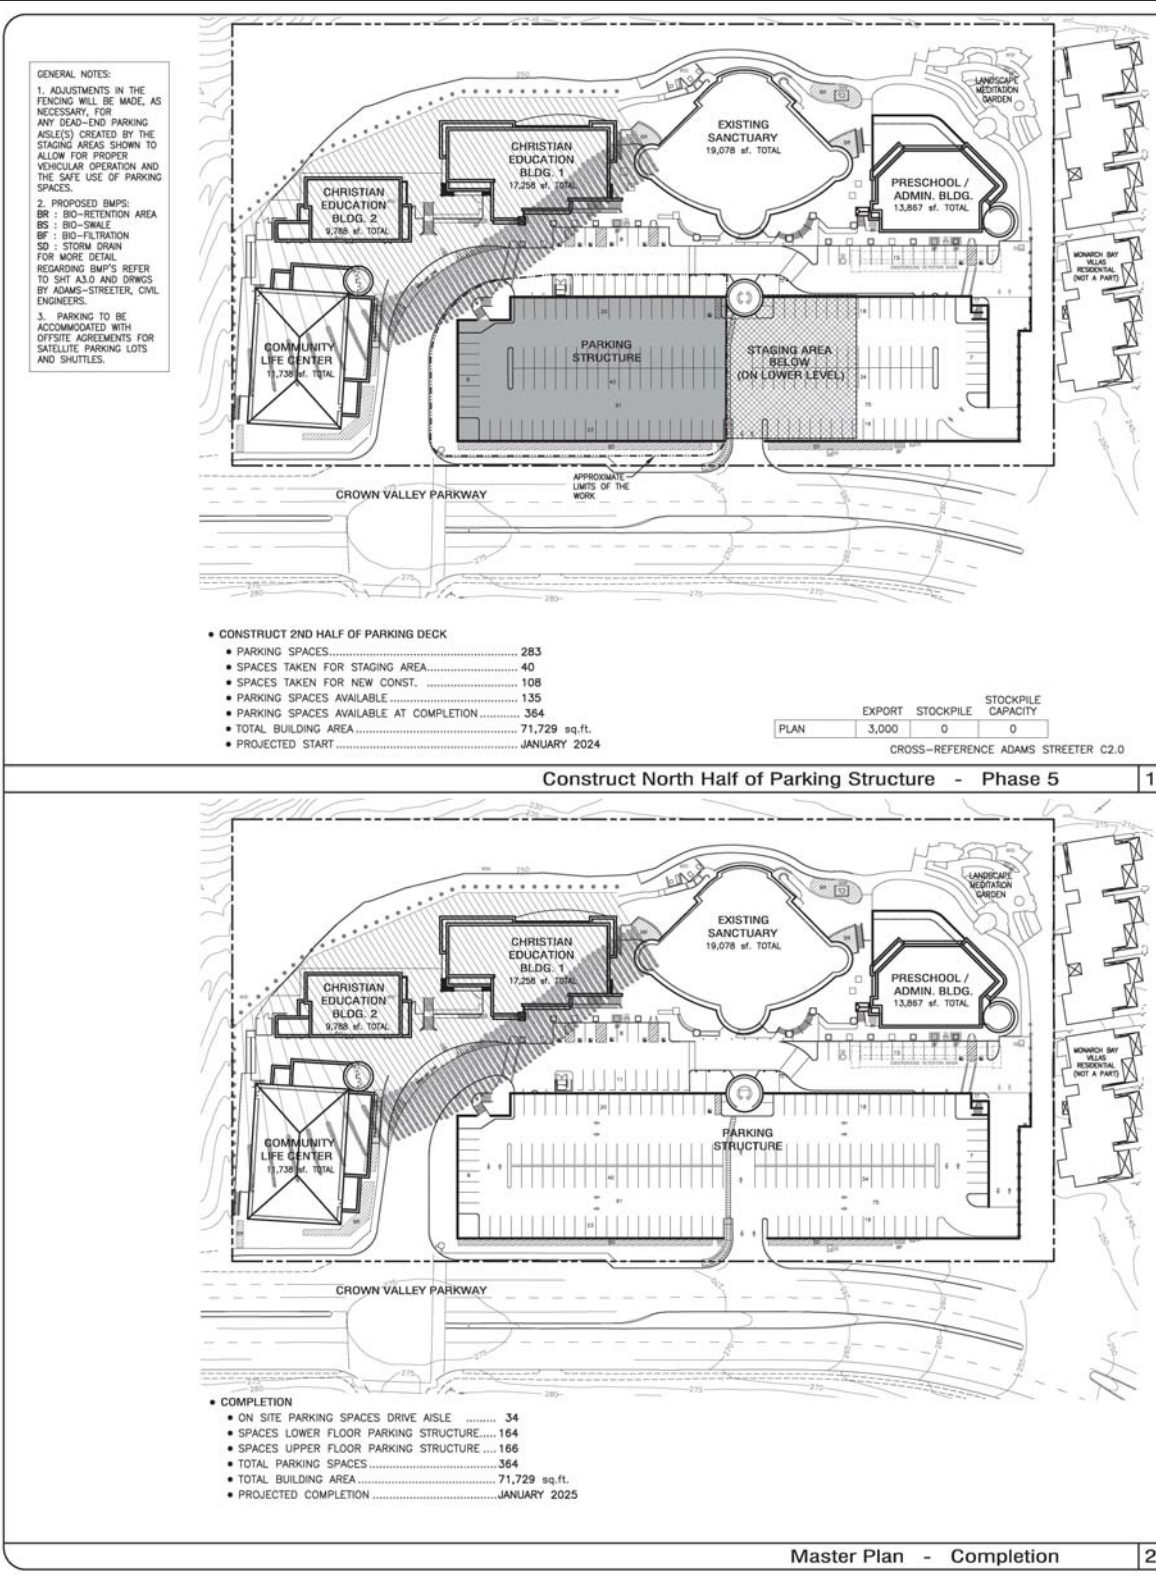 GENERAL NOTES:
1. ADJUSTMENTS IN THE
FENCING WILL BE MADE, AS
NECESSARY, FOR
ANY DEAD-END PARKING
AISLE(S) CREATED BY THE
STAGING AREAS SHOWN TO
ALLOW FOR PROPER
VEHICULAR OPERATION AND
THE SAFE USE OF PARKING
SPACES.
2. PROPOSED BMPS:
BR : BIO-RETENTION AREA
BS : BIO-SWALE
BF : BIO-FILTRATION
SD : STORM DRAIN
FOR MORE DETAIL
REGARDING BMP'S REFER
TO SHT A3.0 AND DRWGS
BY ADAMS-STREETER, CIVIL
ENGINEERS.
3. PARKING TO BE
ACCOMMODATED WITH
OFFSITE AGREEMENTS FOR
SATELLITE PARKING LOTS
AND SHUTTLES.
250
LANDSCAPE
MEDITATION
GARDEN
EXISTING
SANCTUARY
19,078 sf. TOTAL
CHRISTIAN
EDUCATION
BLDG. 1
17,258 sf. TOTAL
PRESCHOOL /
ADMIN. BLDG.
13,867 sf. TOTAL
CHRISTIAN
EDUCATION
BLDG. 2
9,788 sf. TOTAL
MONARCH BAY
VILLAS
RESIDENTIAL
(NOT A PART)
COMMUNITY
LIFE CENTER
11,738 sf. TOTAL
PARKING
STRUCTURE
STAGING AREA
BELOW
(ON LOWER LEVEL)
APPROXIMATE
LIMITS OF THE
WORK
CROWN VALLEY PARKWAY
275
280
280
275
270
• CONSTRUCT 2ND HALF OF PARKING DECK
• PARKING SPACES 283
• SPACES TAKEN FOR STAGING AREA 40
• SPACES TAKEN FOR NEW CONST. 108
• PARKING SPACES AVAILABLE 135
• PARKING SPACES AVAILABLE AT COMPLETION 364
• TOTAL BUILDING AREA 71,729 sq.ft.
• PROJECTED START JANUARY 2024
EXPORT STOCKPILE STOCKPILE CAPACITY
PLAN 3,000 0 0
CROSS-REFERENCE ADAMS STREETER C2.0
Construct North Half of Parking Structure - Phase 5 1
250
LANDSCAPE
MEDITATION
GARDEN
EXISTING
SANCTUARY
19,078 sf. TOTAL
CHRISTIAN
EDUCATION
BLDG. 1
17,258 sf. TOTAL
PRESCHOOL /
ADMIN. BLDG.
13,867 sf. TOTAL
CHRISTIAN
EDUCATION
BLDG. 2
9,788 sf. TOTAL
MONARCH BAY
VILLAS
RESIDENTIAL
(NOT A PART)
COMMUNITY
LIFE CENTER
11,738 sf. TOTAL
PARKING
STRUCTURE
CROWN VALLEY PARKWAY
275
280
280
275
270
• COMPLETION
• ON SITE PARKING SPACES DRIVE AISLE 34
• SPACES LOWER FLOOR PARKING STRUCTURE 164
• SPACES UPPER FLOOR PARKING STRUCTURE 166
• TOTAL PARKING SPACES 364
• TOTAL BUILDING AREA 71,729 sq.ft.
• PROJECTED COMPLETION JANUARY 2025
Master Plan - Completion 2